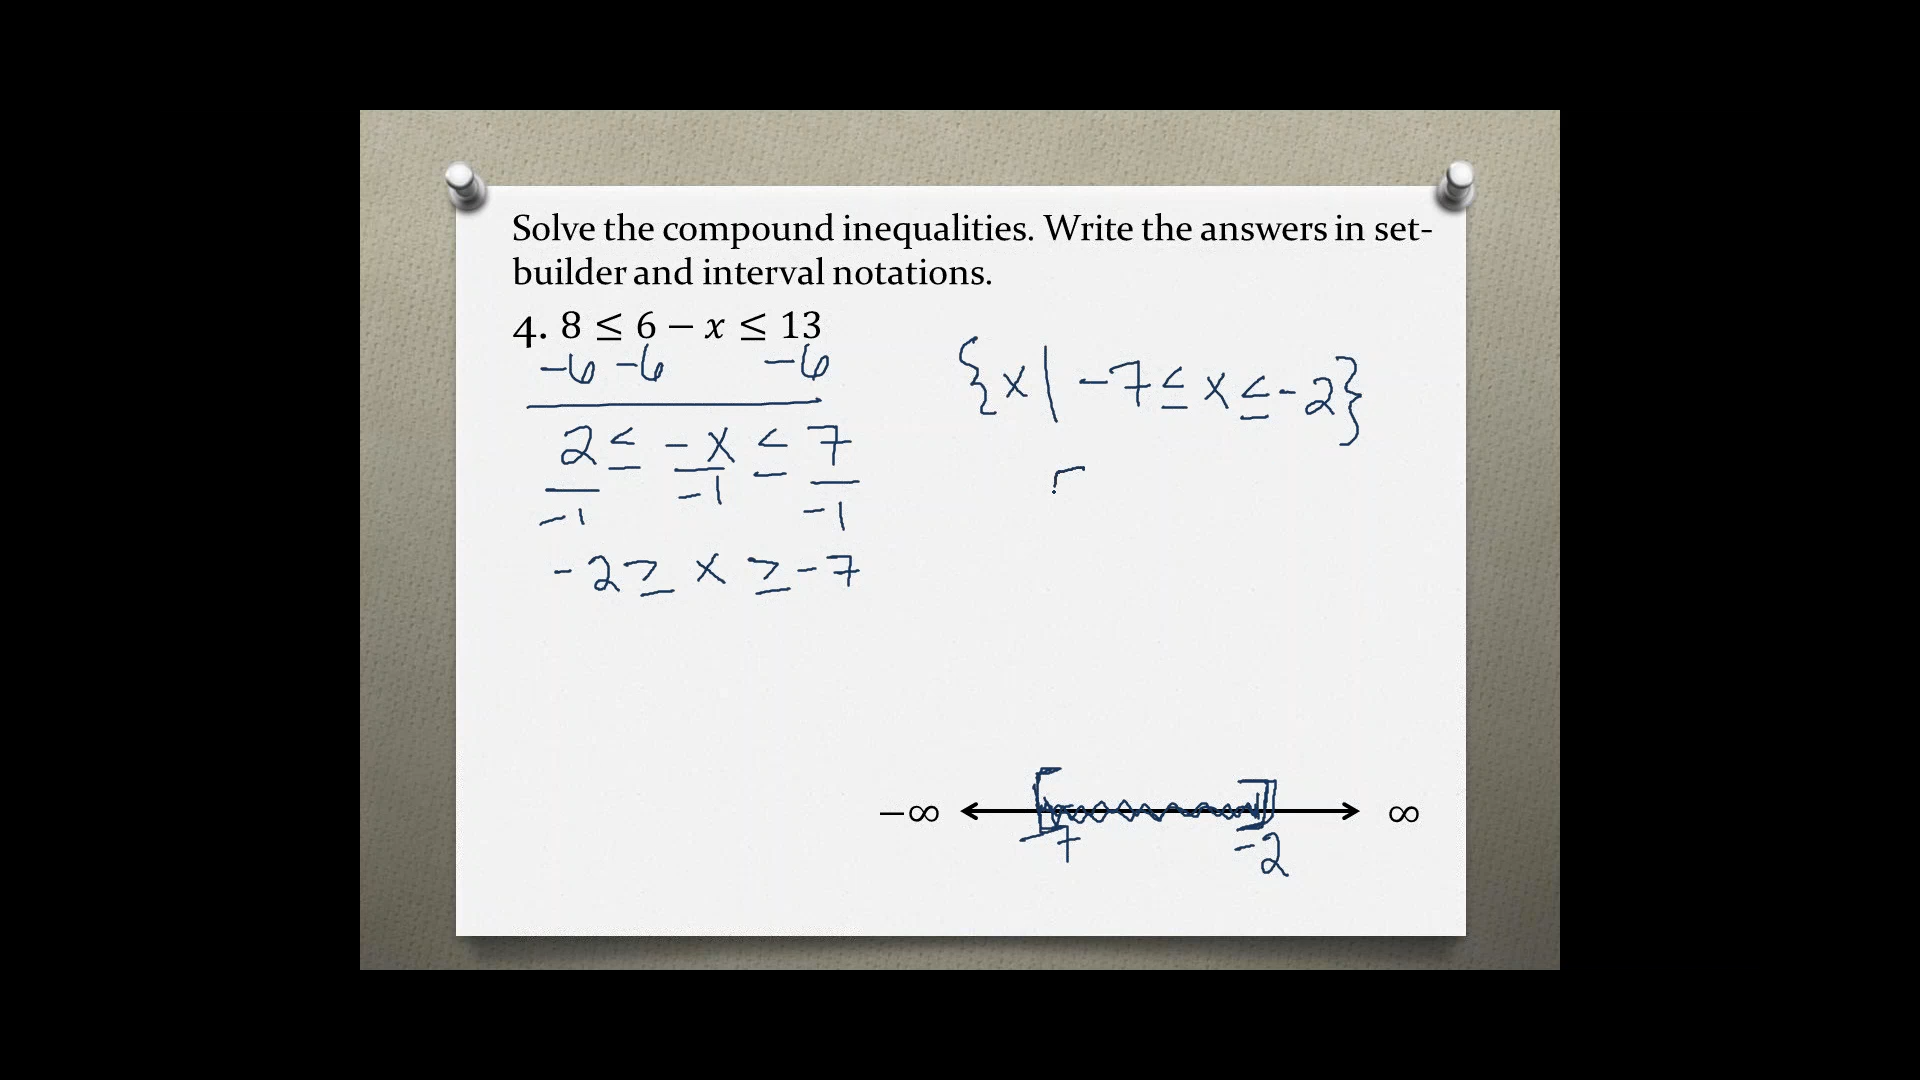 Solve the compound inequalities. Write the answers in set-
builder and interval notations.
4. 8 ≤ 6 − x ≤ 13
-6 -6 -6
{x | -7 ≤ x ≤ -2}
2 ≤ -x ≤ 7
-1 -1 -1
[
-2 ≥ x ≥ -7
[ ]
−∞ ∞
-7 -2